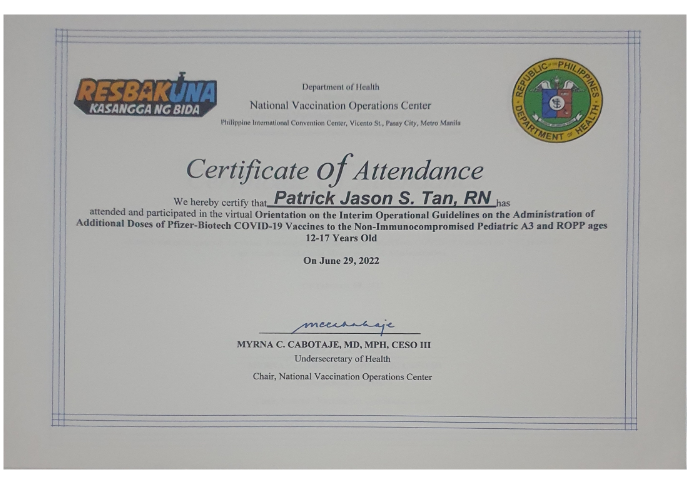 RESBAKUNA
KASANGGA NG BIDA
Department of Health
National Vaccination Operations Center
Philippine International Convention Center, Vicento St., Pasay City, Metro Manila
REPUBLIC OF THE PHILIPPINES
DEPARTMENT OF HEALTH
Certificate of Attendance
We hereby certify that Patrick Jason S. Tan, RN has
attended and participated in the virtual Orientation on the Interim Operational Guidelines on the Administration of
Additional Doses of Pfizer-Biotech COVID-19 Vaccines to the Non-Immunocompromised Pediatric A3 and ROPP ages
12-17 Years Old
On June 29, 2022
MYRNA C. CABOTAJE, MD, MPH, CESO III
Undersecretary of Health
Chair, National Vaccination Operations Center